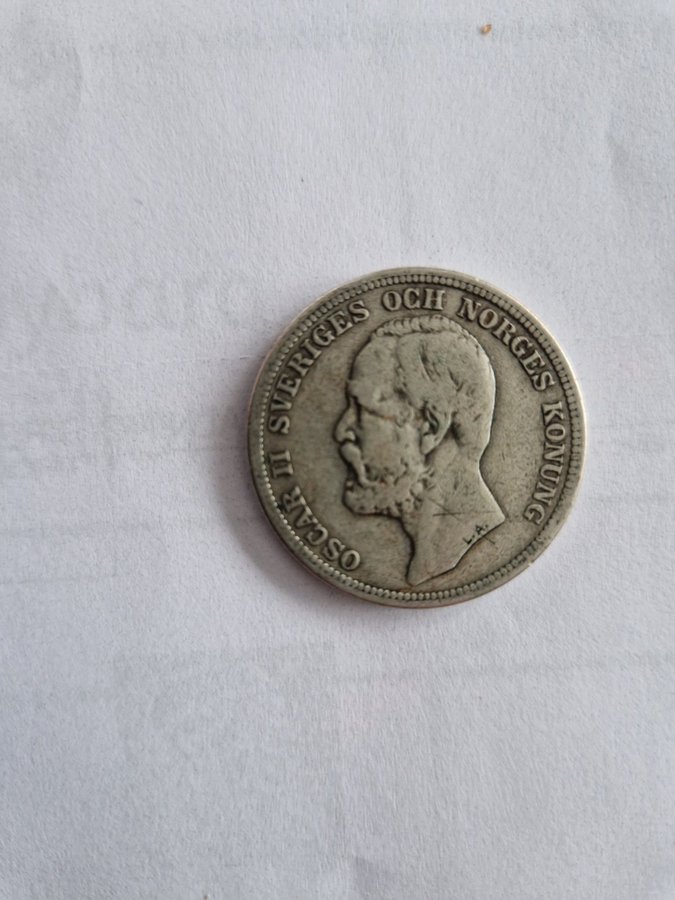 OSCAR II SVERIGES OCH NORGES KONUNG
L.A.